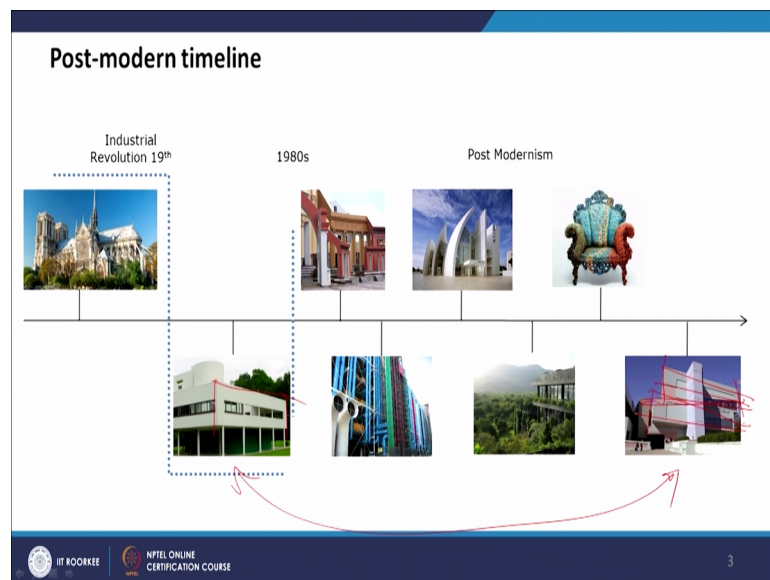 Post-modern timeline
Industrial
Revolution 19th
1980s
Post Modernism
IIT ROORKEE
NPTEL ONLINE
CERTIFICATION COURSE
3